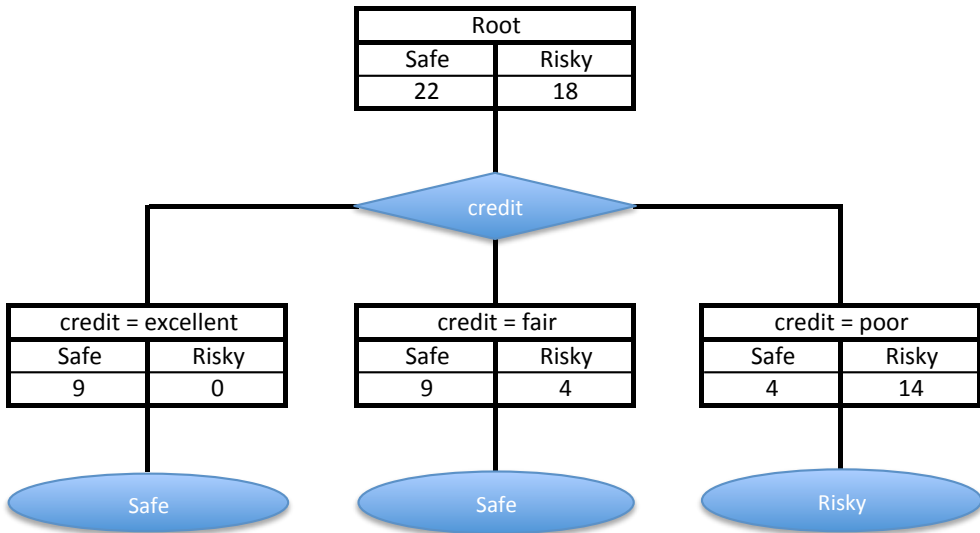 Root
Safe Risky
22 18
credit
credit = excellent
Safe Risky
9 0
credit = fair
Safe Risky
9 4
credit = poor
Safe Risky
4 14
Safe
Safe
Risky